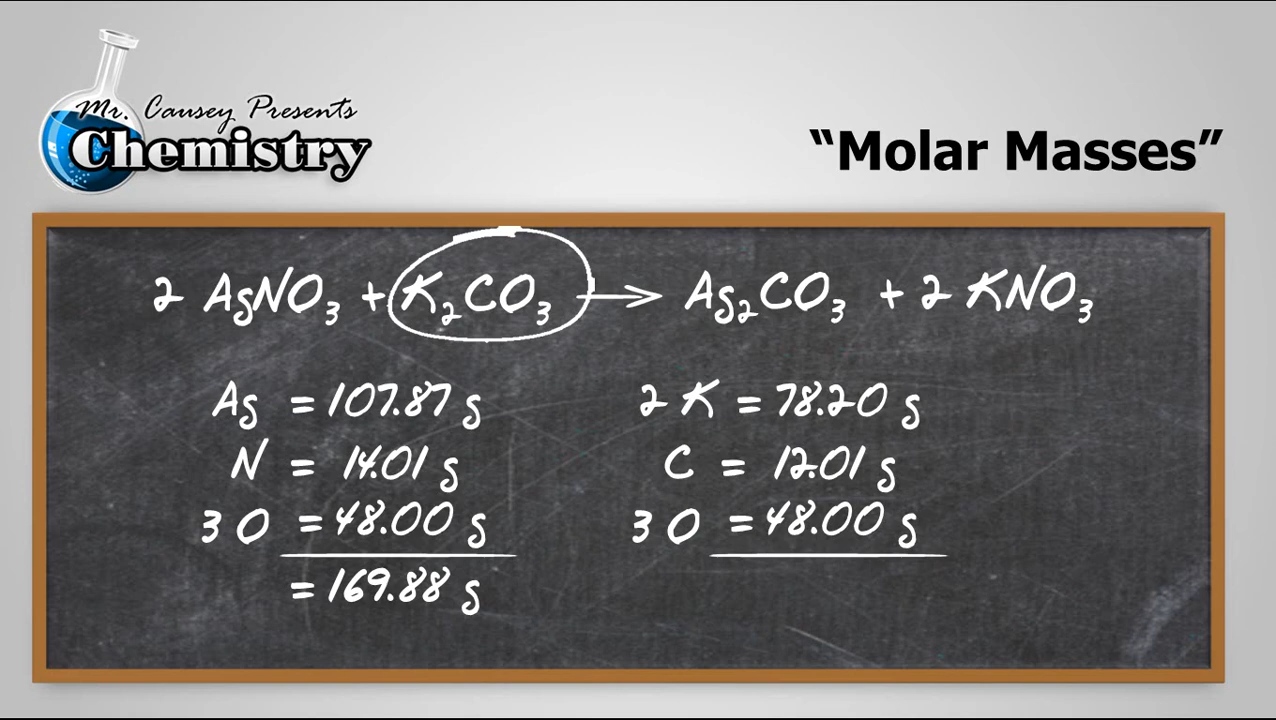 Mr. Causey Presents
Chemistry
“Molar Masses”
2 AgNO₃ + K₂CO₃ → Ag₂CO₃ + 2 KNO₃
Ag = 107.87 g
N = 14.01 g
3 O = 48.00 g
= 169.88 g
2 K = 78.20 g
C = 12.01 g
3 O = 48.00 g